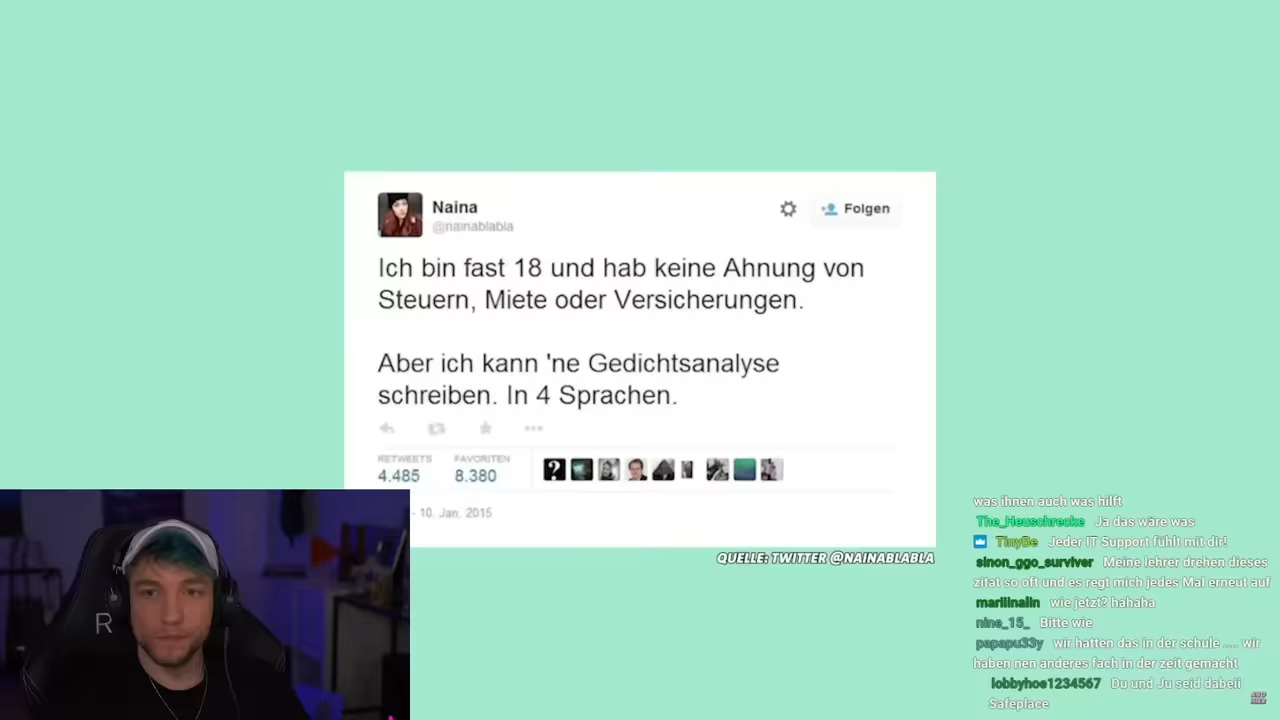 Naina
@nainablabla
Folgen
Ich bin fast 18 und hab keine Ahnung von
Steuern, Miete oder Versicherungen.
Aber ich kann 'ne Gedichtsanalyse
schreiben. In 4 Sprachen.
RETWEETS FAVORITEN
4.485 8.380
?
- 10. Jan. 2015
QUELLE: TWITTER @NAINABLABLA
R
was ihnen auch was hilft
The_Heuschrecke Ja das wäre was
TinyBe Jeder IT Support fühlt mit dir!
sinon_ggo_surviver Meine lehrer drehen dieses
zitat so oft und es regt mich jedes Mal erneut auf
mariiinalin wie jetzt? hahaha
nine_15_ Bitte wie
papapu33y wir hatten das in der schule .... wir
haben nen anderes fach in der zeit gemacht
lobbyhoe1234567 Du und Ju seid dabeii
Safeplace